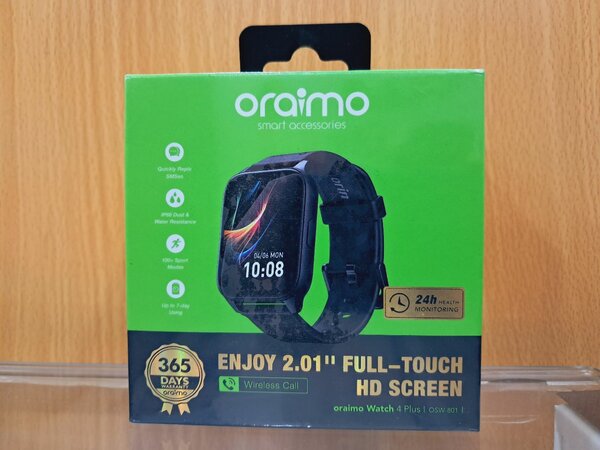 oraimo
smart accessories
Quickly Reply
SMSes
IP68 Dust &
Water Resistance
100+ Sport
Modes
Up to 7-day
Using
04/06 MON
10:08
24h HEALTH
MONITORING
365
DAYS
WARRANTY
oraimo
ENJOY 2.01'' FULL-TOUCH
HD SCREEN
Wireless Call
oraimo Watch 4 Plus | OSW 801 |